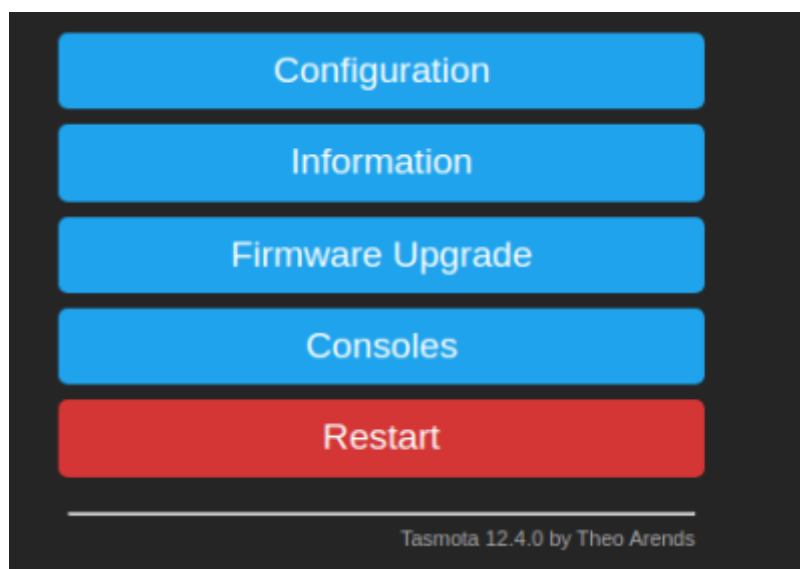 Configuration
Information
Firmware Upgrade
Consoles
Restart
Tasmota 12.4.0 by Theo Arends